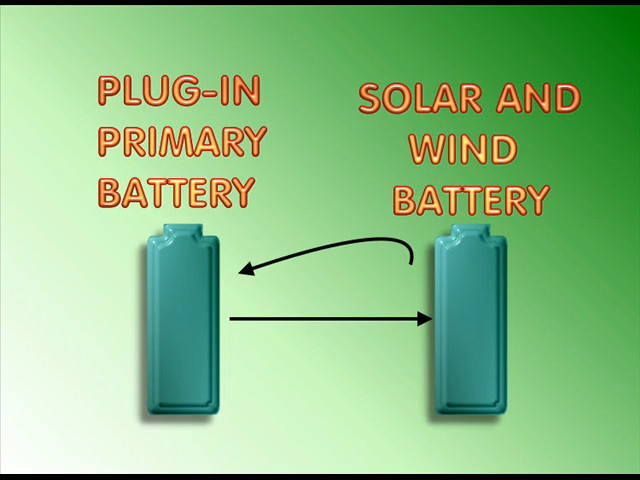 PLUG-IN
PRIMARY
BATTERY
SOLAR AND
WIND
BATTERY